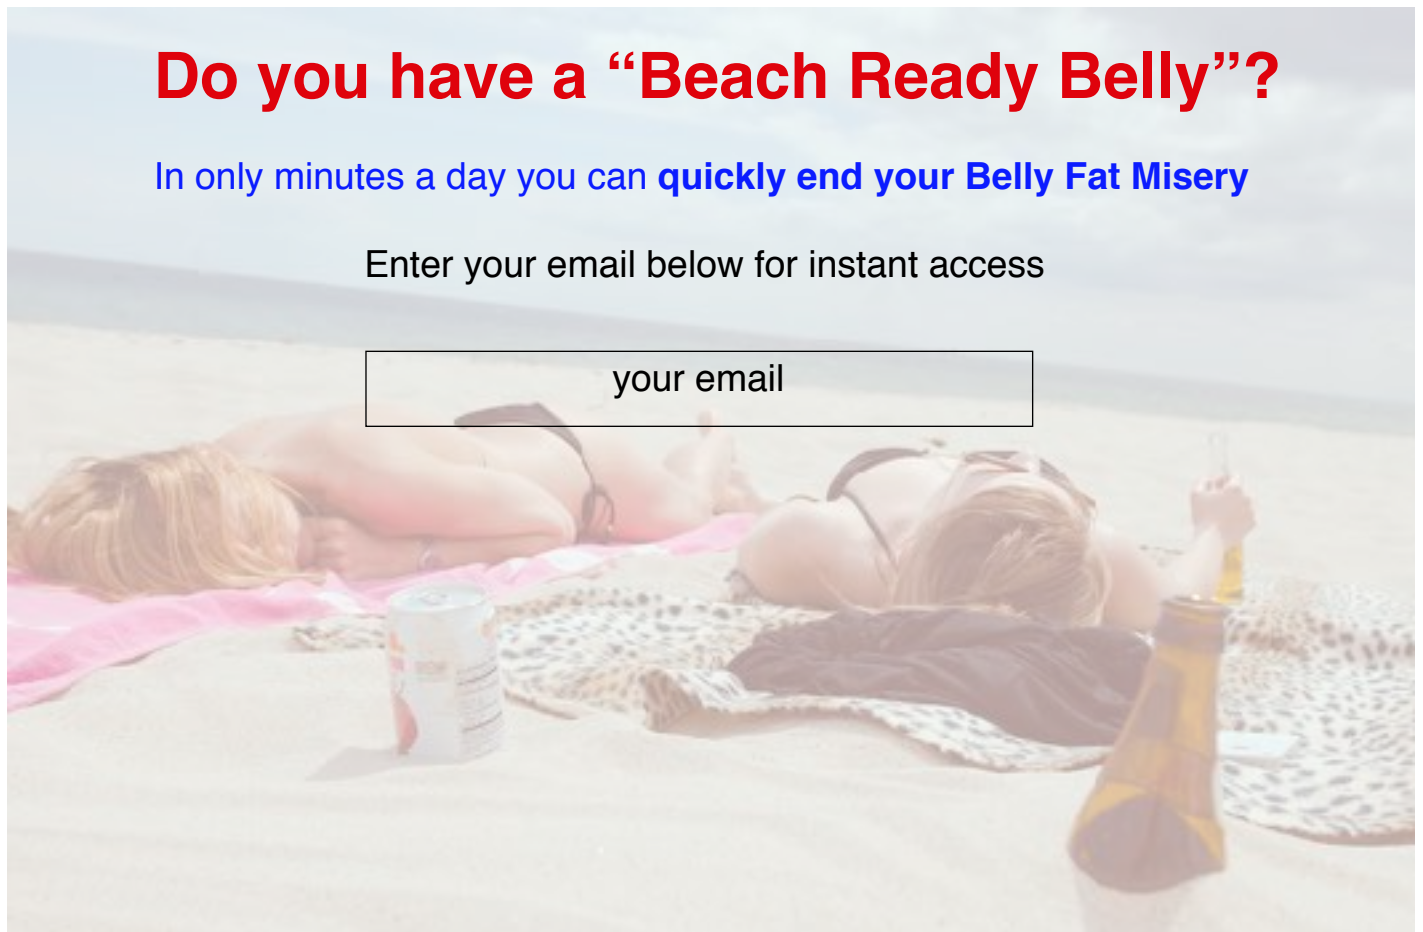 Do you have a “Beach Ready Belly”?
In only minutes a day you can quickly end your Belly Fat Misery
Enter your email below for instant access
your email